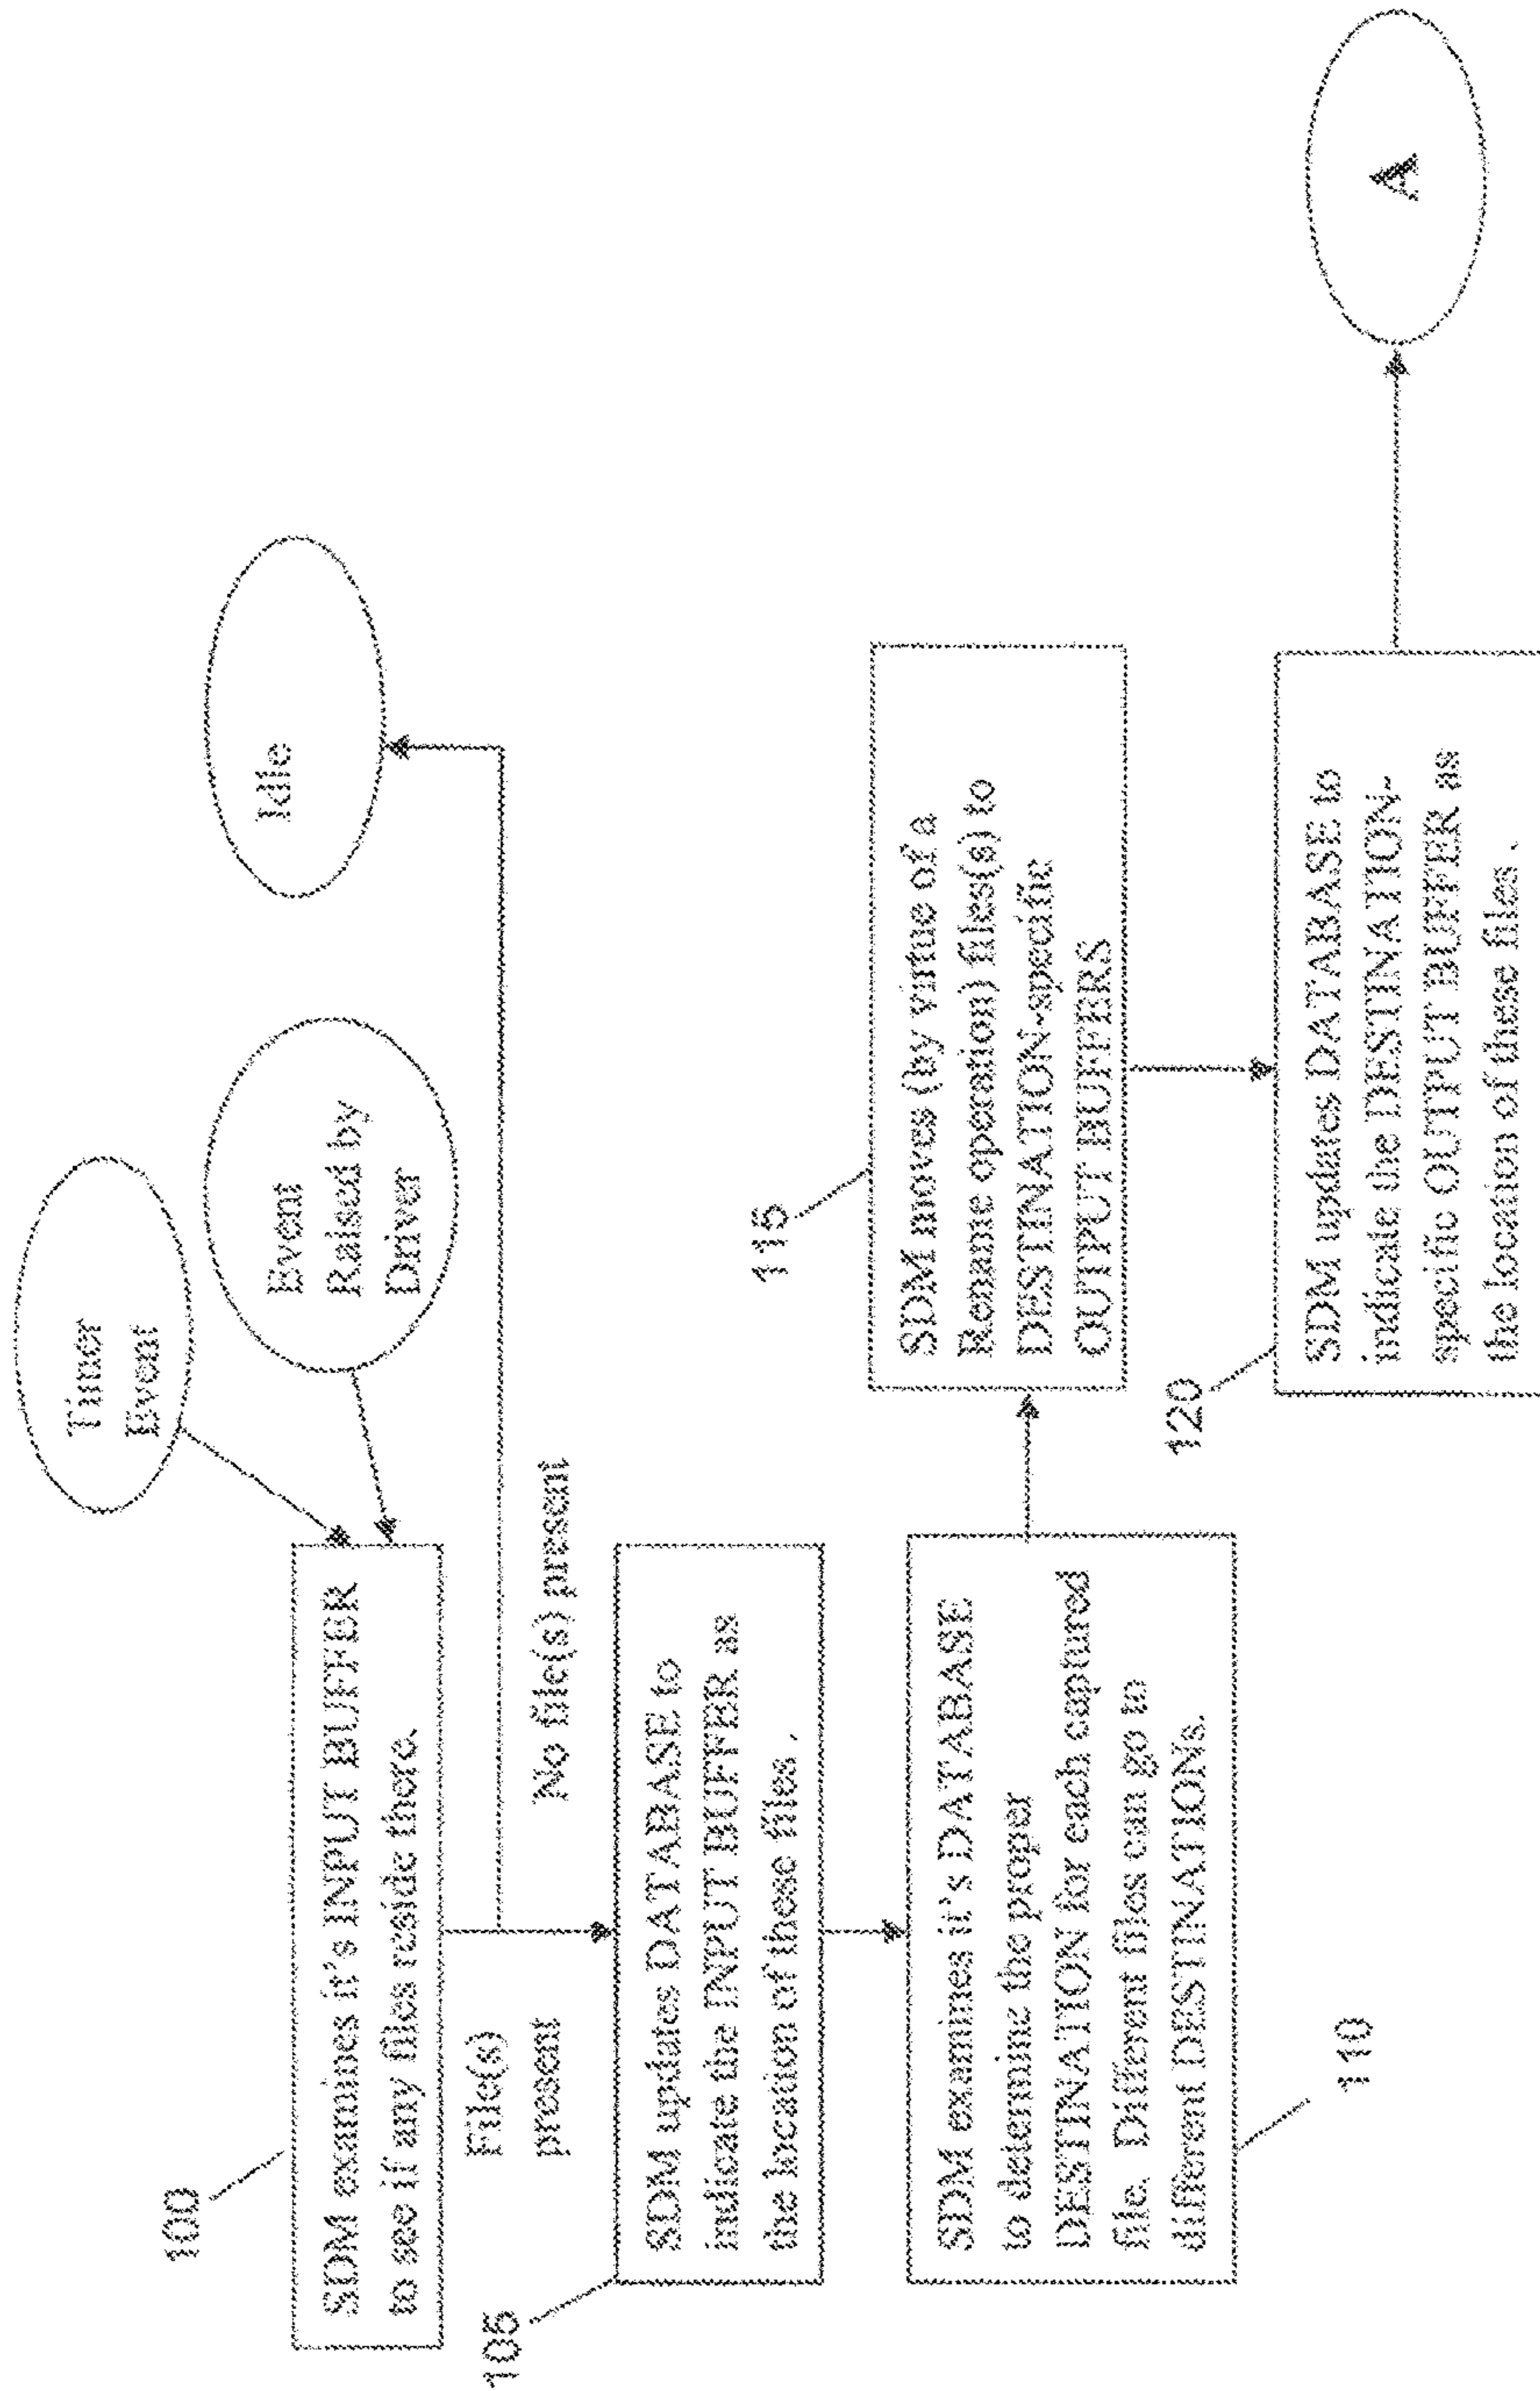 Timer
Event
Event
Raised by
Driver
Idle
100
SDM examines it's INPUT BUFFER
to see if any files reside there.
File(s)
present
No file(s) present
105
SDM updates DATABASE to
indicate the INPUT BUFFER as
the location of these files .
110
SDM examines it's DATABASE
to determine the proper
DESTINATION for each captured
file. Different files can go to
different DESTINATIONs.
115
SDM moves (by virtue of a
Rename operation) files(s) to
DESTINATION-specific
OUTPUT BUFFERS
120
SDM updates DATABASE to
indicate the DESTINATION-
specific OUTPUT BUFFER as
the location of these files .
A